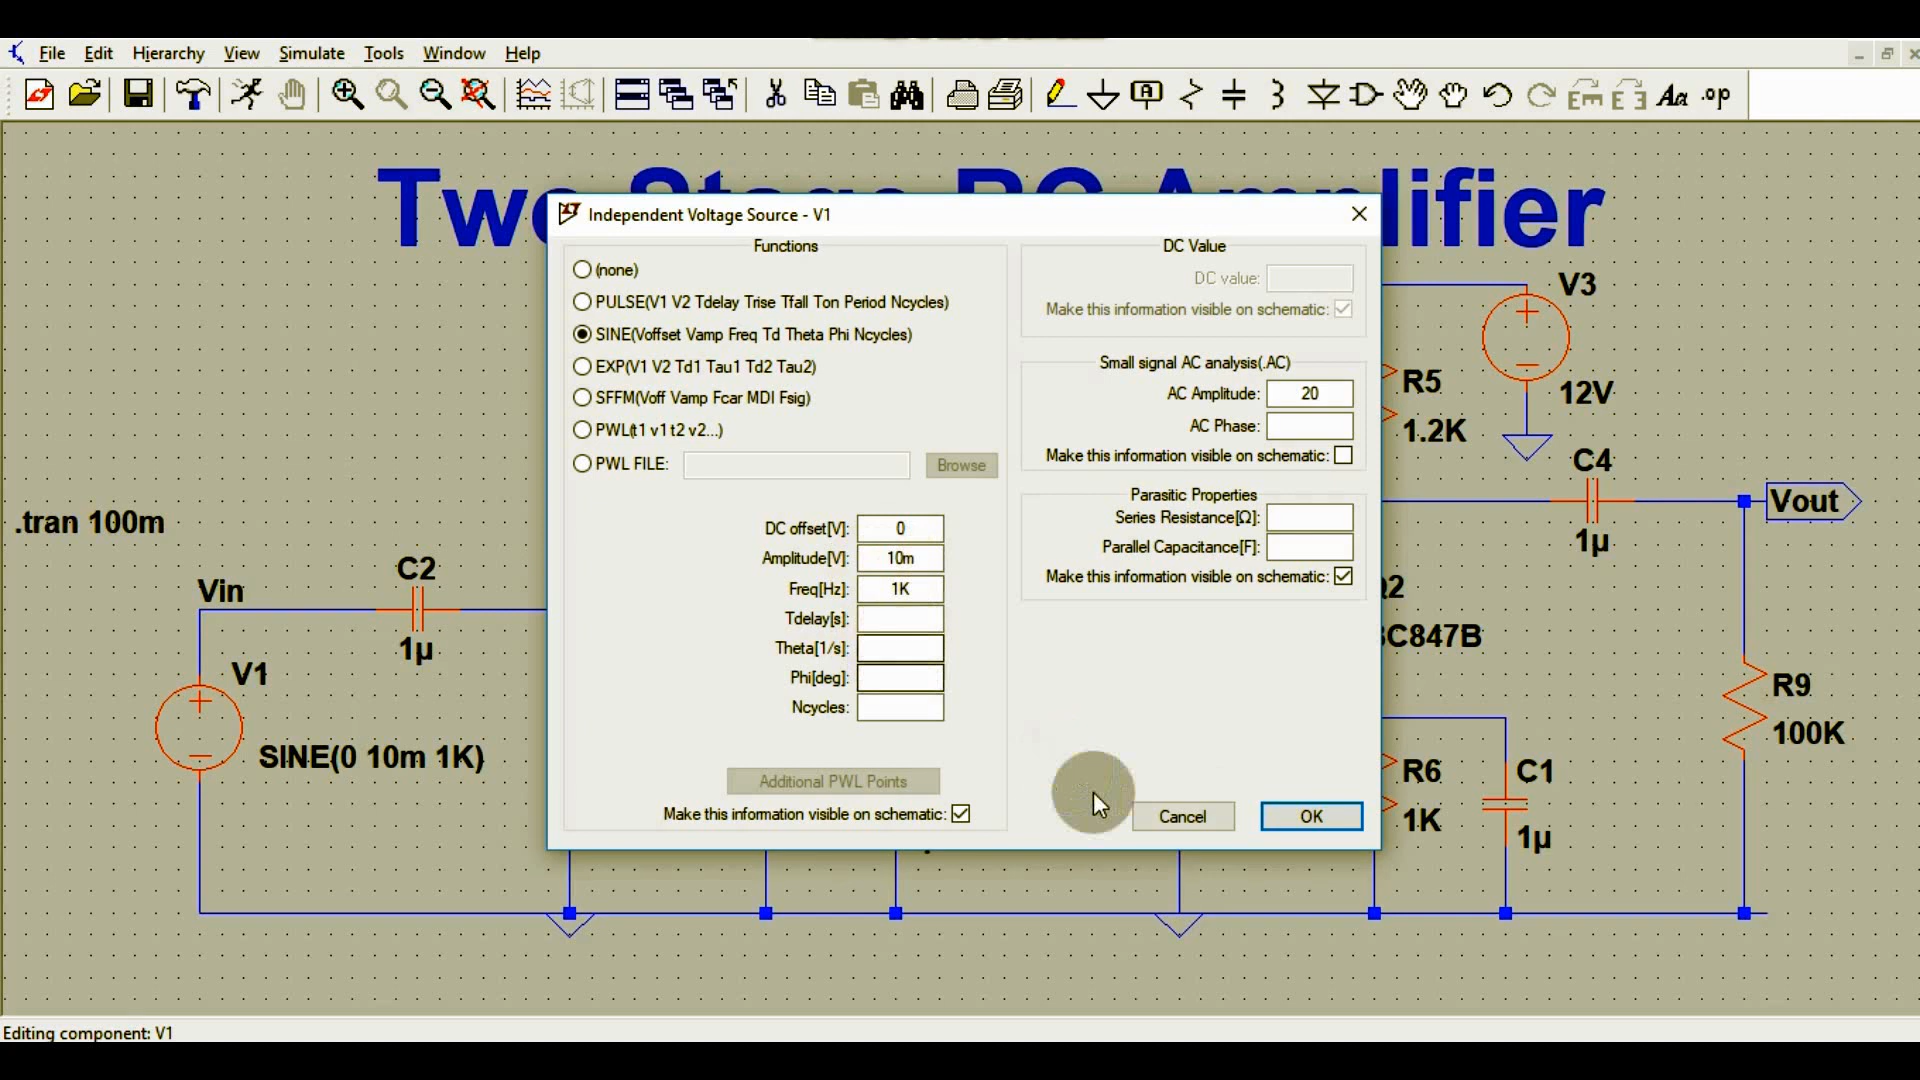 File Edit Hierarchy View Simulate Tools Window Help
Aa .op
Independent Voltage Source - V1
Functions
(none)
PULSE(V1 V2 Tdelay Trise Tfall Ton Period Ncycles)
SINE(Voffset Vamp Freq Td Theta Phi Ncycles)
EXP(V1 V2 Td1 Tau1 Td2 Tau2)
SFFM(Voff Vamp Fcar MDI Fsig)
PWL(t1 v1 t2 v2...)
PWL FILE: Browse
DC offset[V]: 0
Amplitude[V]: 10m
Freq[Hz]: 1K
Tdelay[s]:
Theta[1/s]:
Phi[deg]:
Ncycles:
Additional PWL Points
Make this information visible on schematic:
DC Value
DC value:
Make this information visible on schematic:
Small signal AC analysis(.AC)
AC Amplitude: 20
AC Phase:
Make this information visible on schematic:
Parasitic Properties
Series Resistance[Ω]:
Parallel Capacitance[F]:
Make this information visible on schematic:
Cancel OK
.tran 100m
Vin
C2
1µ
V1
SINE(0 10m 1K)
V3
12V
R5
1.2K
C4
1µ
Vout
R9
100K
R6
1K
C1
1µ
Editing component: V1